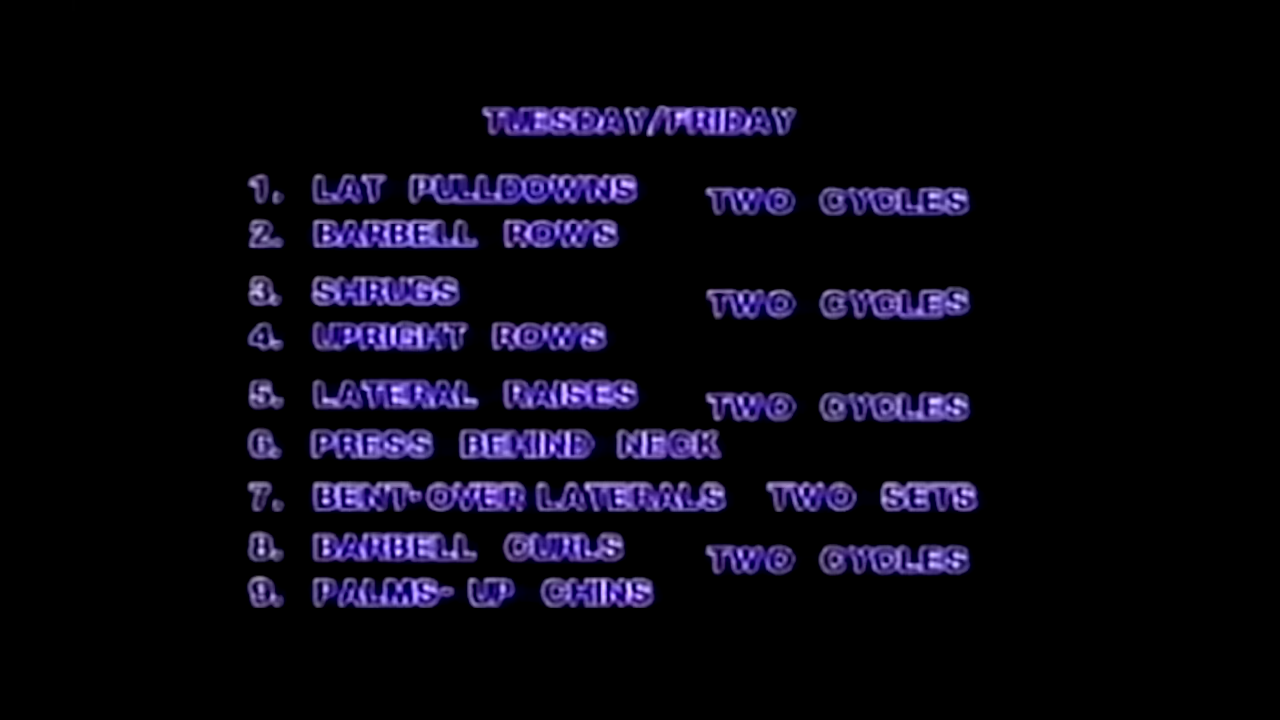 TUESDAY/FRIDAY
1. LAT PULLDOWNS TWO CYCLES
2. BARBELL ROWS
3. SHRUGS TWO CYCLES
4. UPRIGHT ROWS
5. LATERAL RAISES TWO CYCLES
6. PRESS BEHIND NECK
7. BENT-OVER LATERALS TWO SETS
8. BARBELL CURLS TWO CYCLES
9. PALMS-UP CHINS